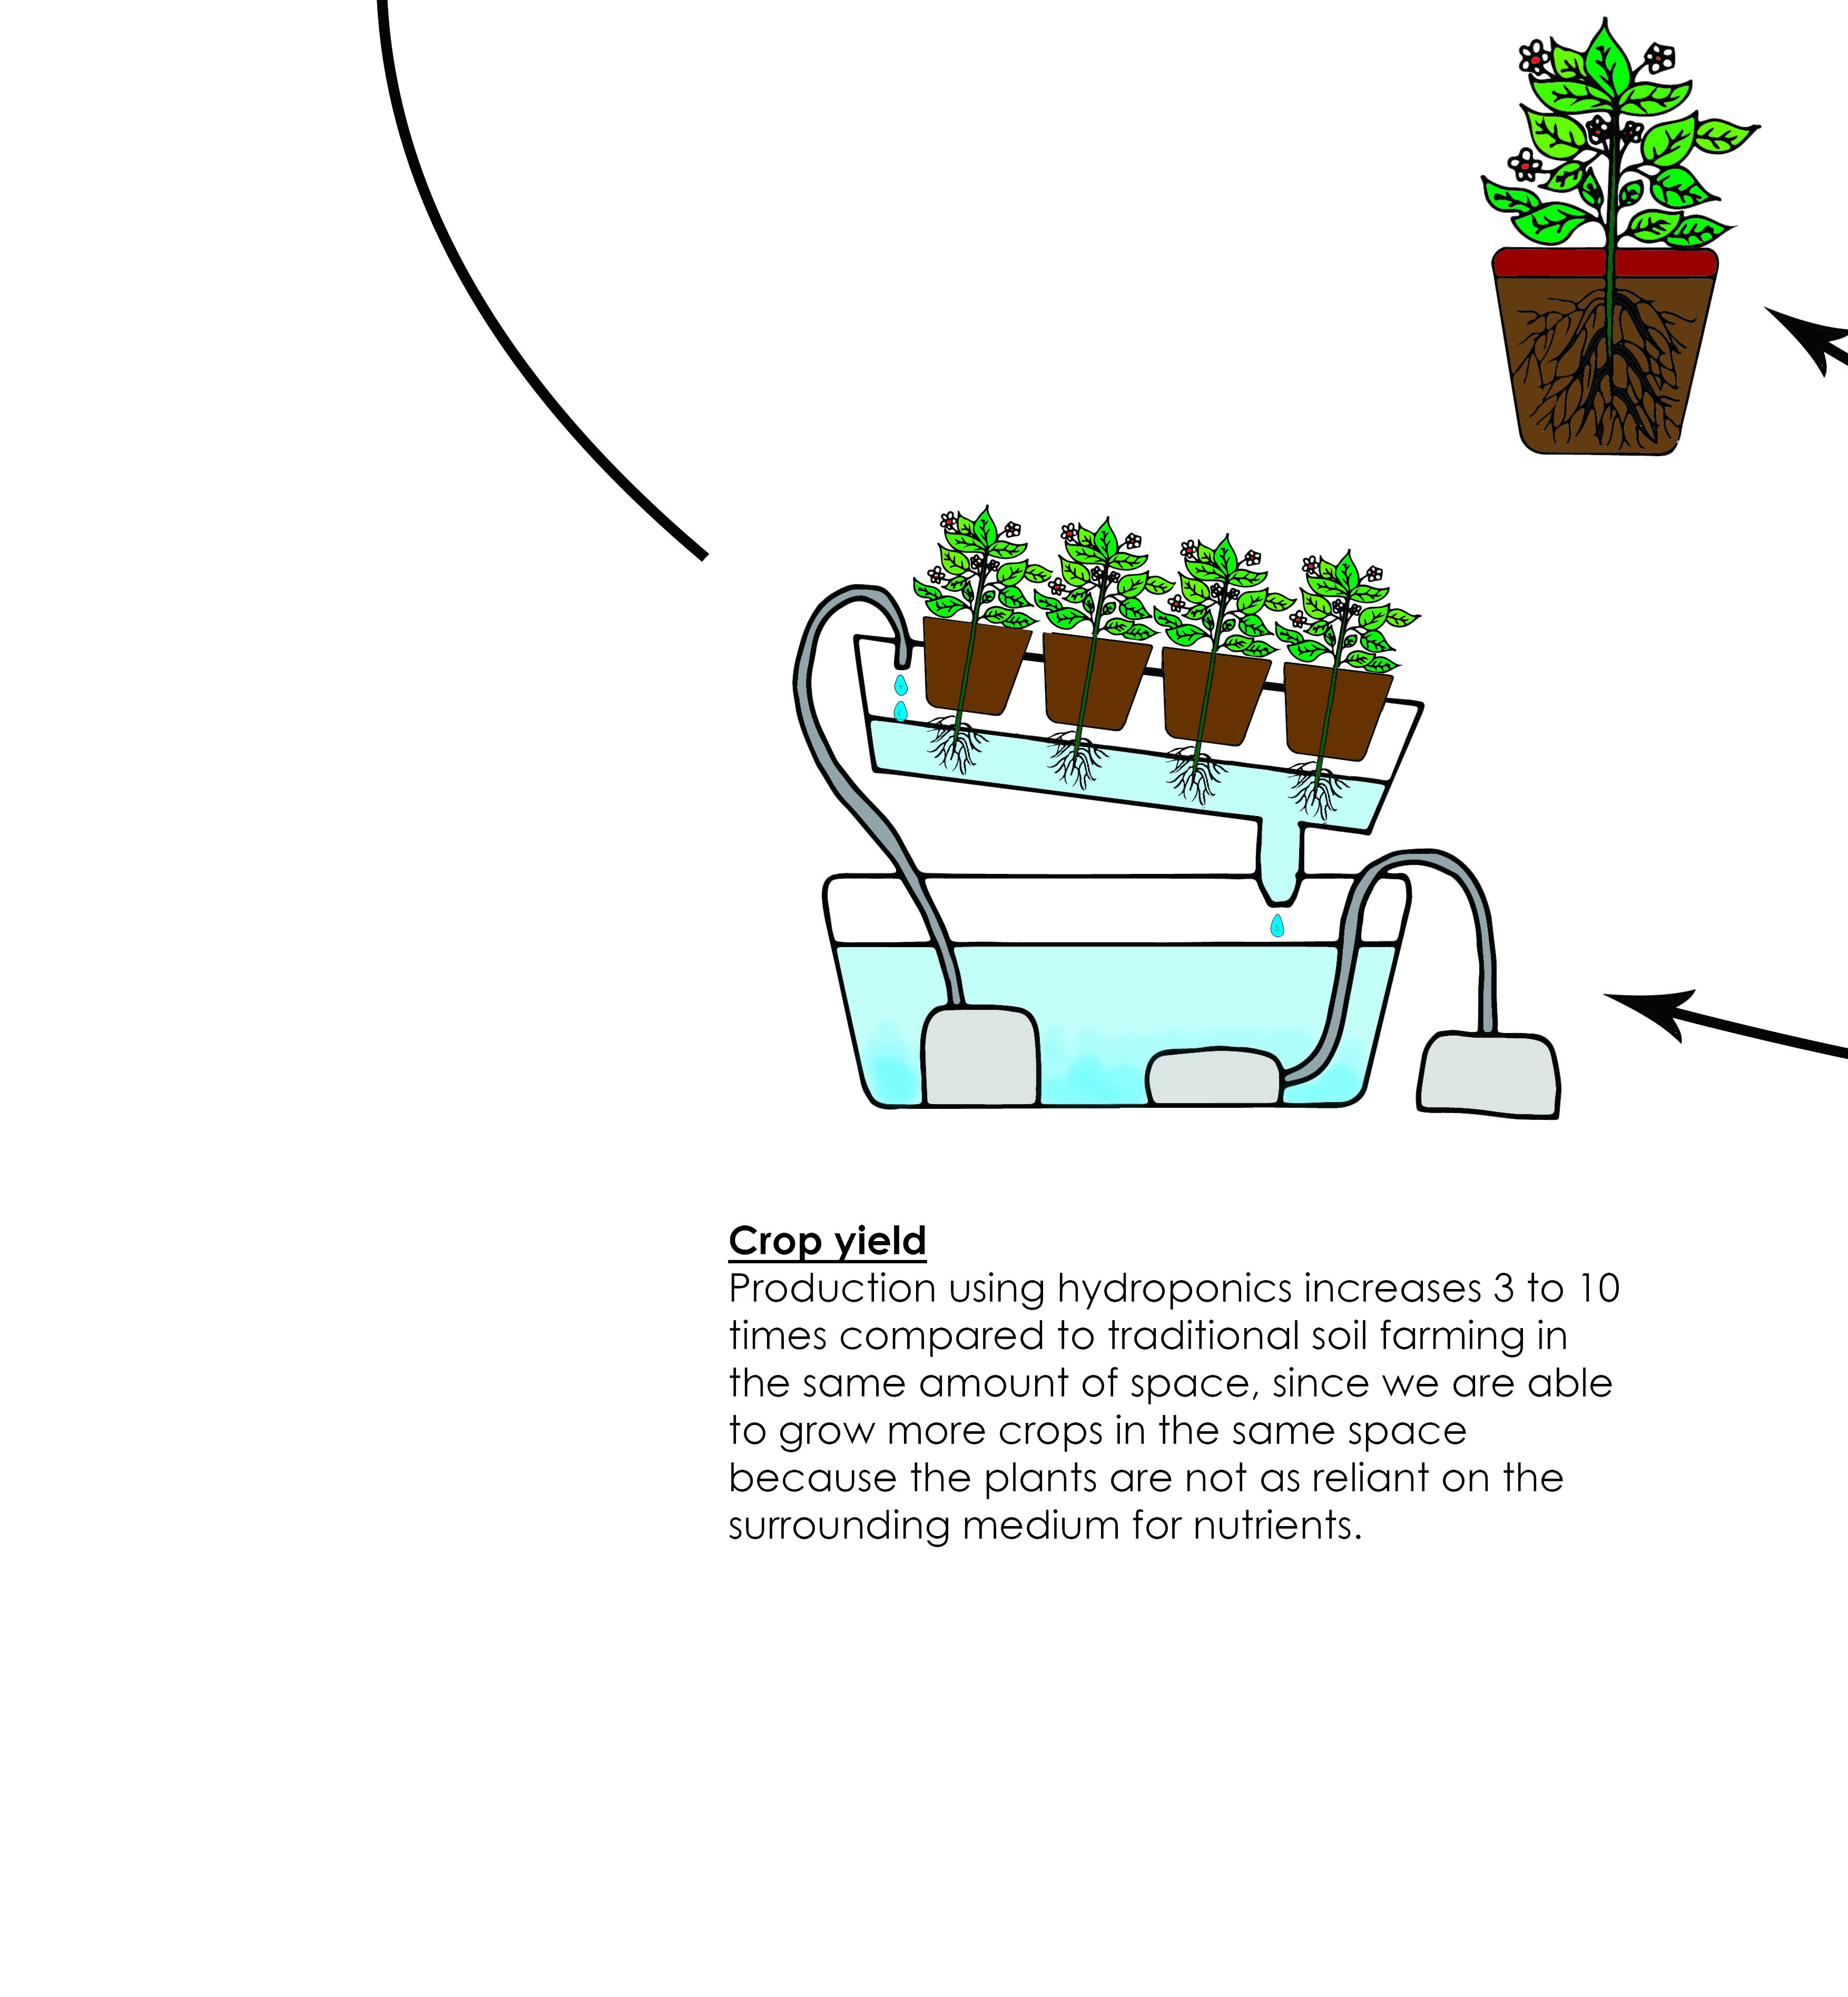 Crop yield
Production using hydroponics increases 3 to 10
times compared to traditional soil farming in
the same amount of space, since we are able
to grow more crops in the same space
because the plants are not as reliant on the
surrounding medium for nutrients.